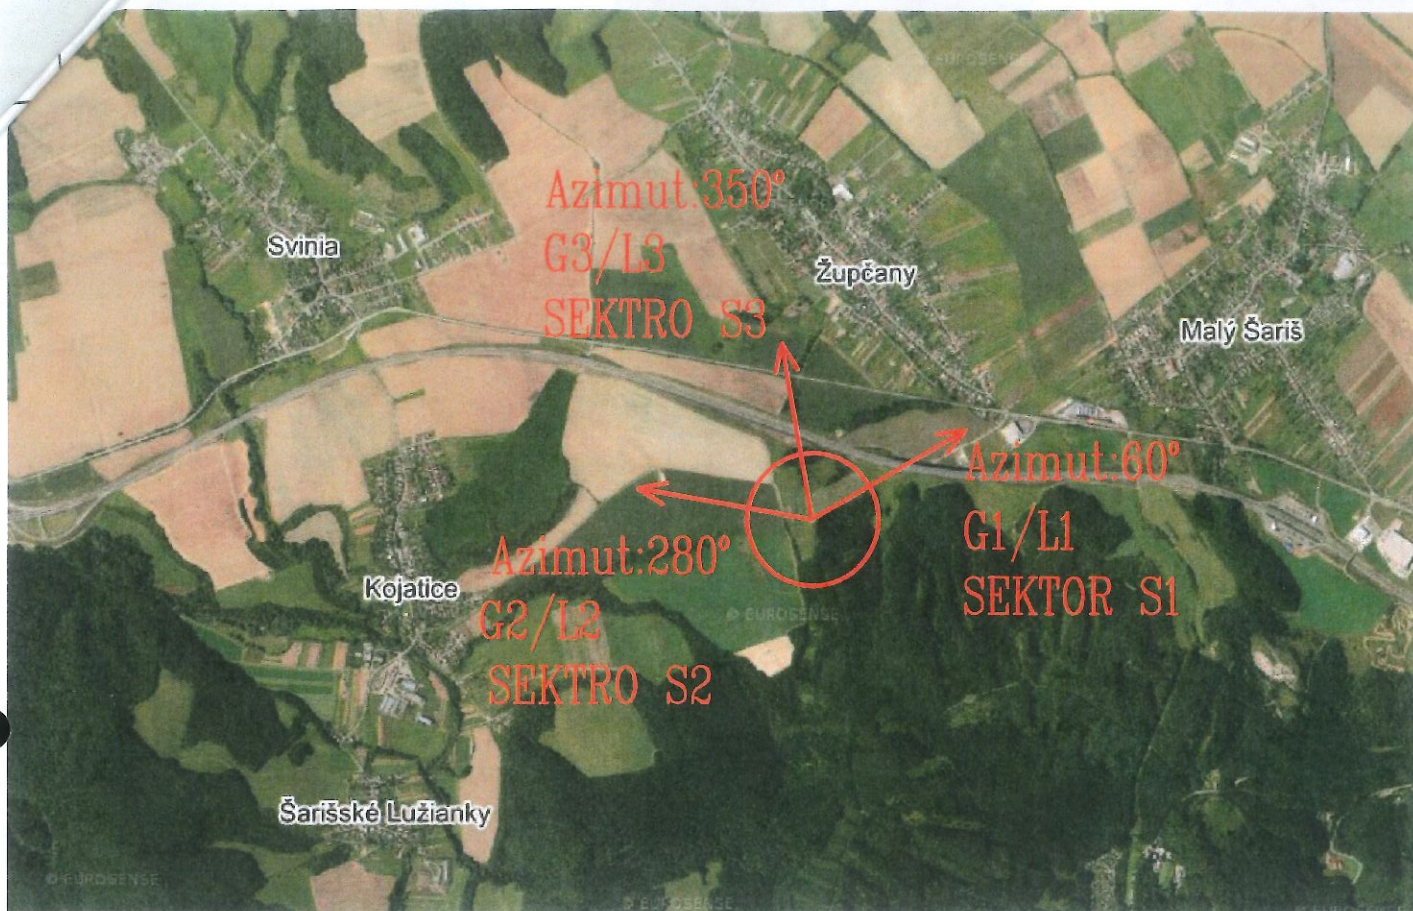 © EUROSENSE
Azimut:350°
G3/L3
SEKTRO S3
Svinia
Župčany
Malý Šariš
Azimut:60°
G1/L1
SEKTOR S1
Azimut:280°
G2/L2
SEKTRO S2
Kojatice
© EUROSENSE
Šarišské Lužianky
© EUROSENSE
© EUROSENSE
© EUROSENSE